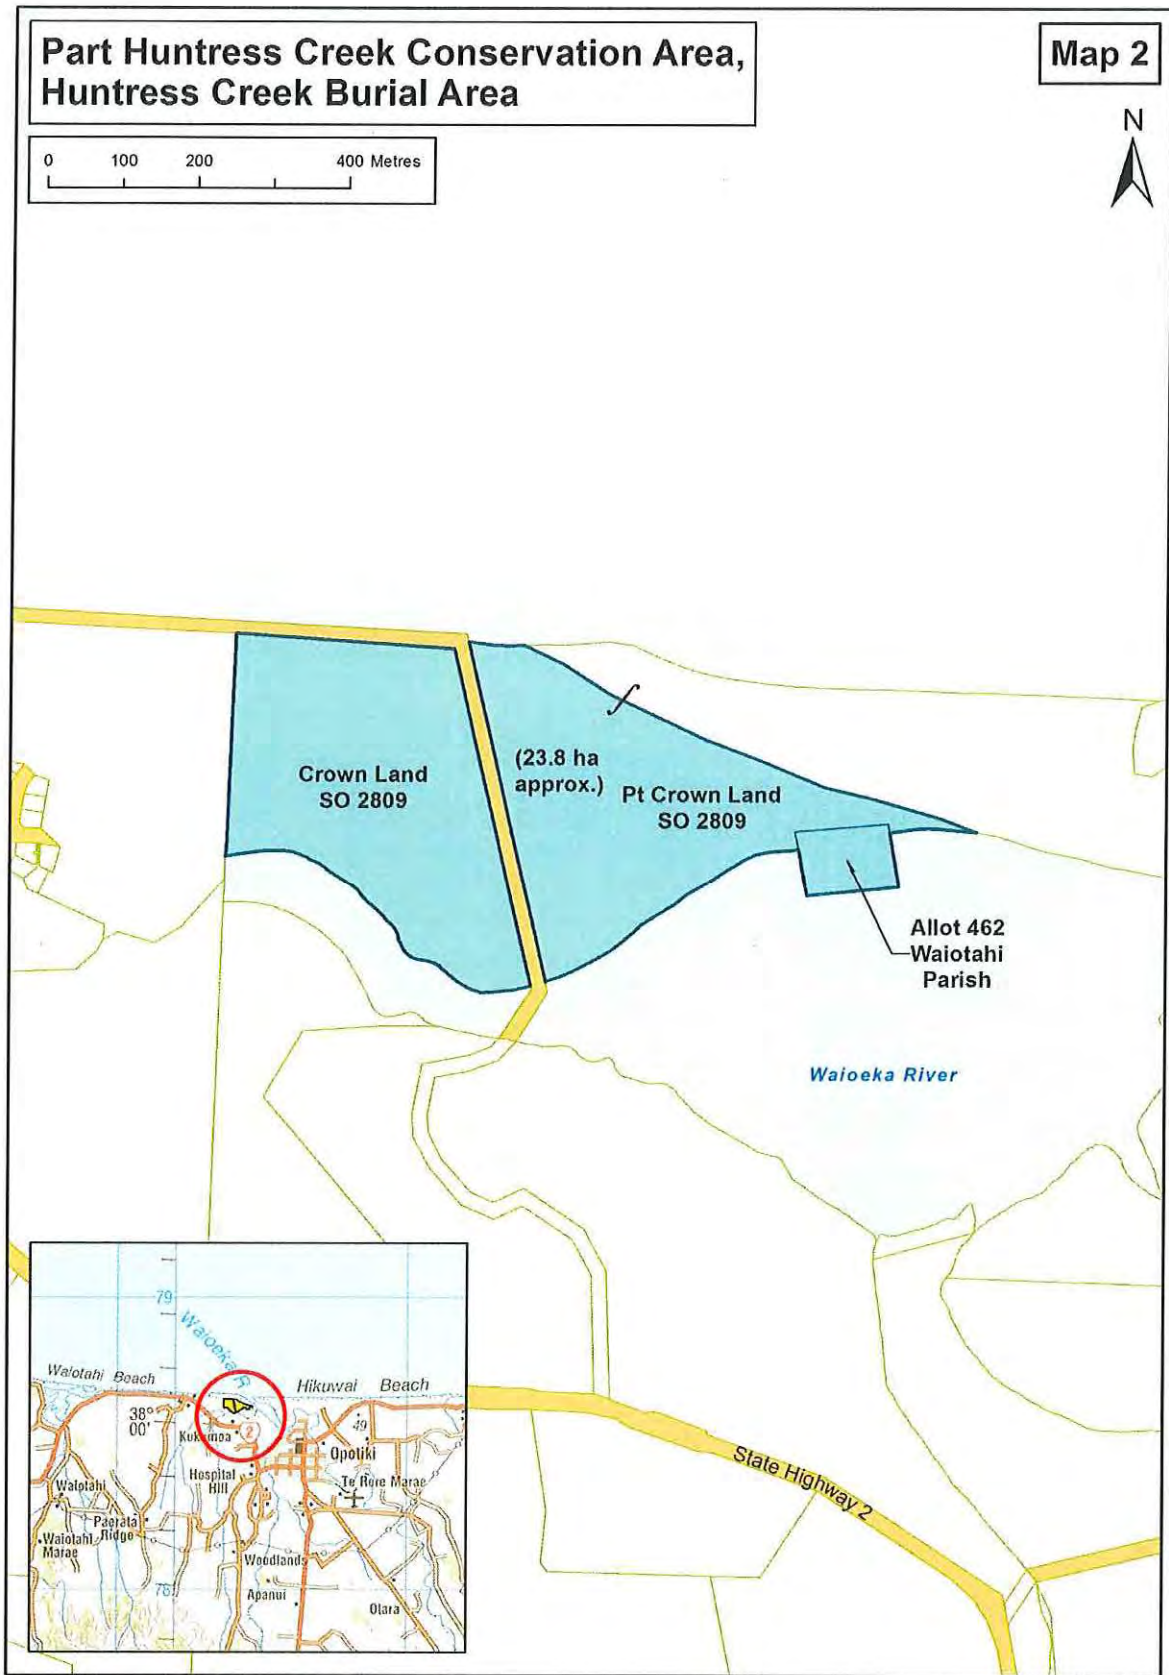 Part Huntress Creek Conservation Area,
Huntress Creek Burial Area
Map 2
N
0 100 200 400 Metres
(23.8 ha
approx.)
Crown Land
SO 2809
Pt Crown Land
SO 2809
Allot 462
Waiotahi
Parish
Waioeka River
State Highway 2
79
Waioeka R
Waiotahi Beach
Hikuwai Beach
38°
00'
2
49
Opotiki
Hospital
Hill
Te Rere Marae
Waiotahi
Paerata
Ridge
Waiotahi
Marae
Woodlands
78
Apanui
Otara